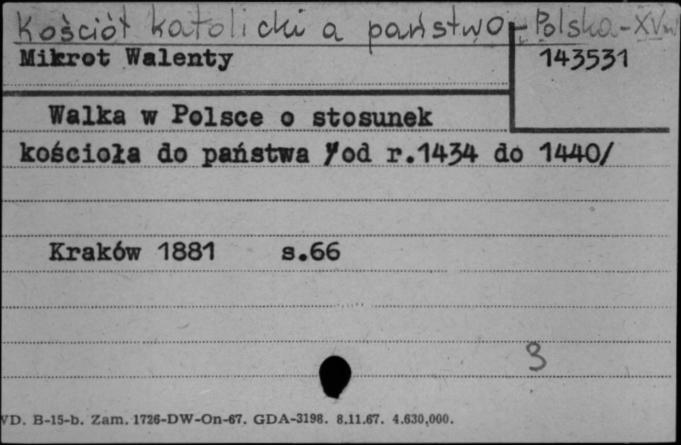 Kościół katolicki a państwo - Polska - XV w
Mikrot Walenty
143531
Walka w Polsce o stosunek
kościoła do państwa /od r.1434 do 1440/
Kraków 1881 s.66
3
VD. B-15-b. Zam. 1726-DW-On-67. GDA-3198. 8.11.67. 4.630,000.